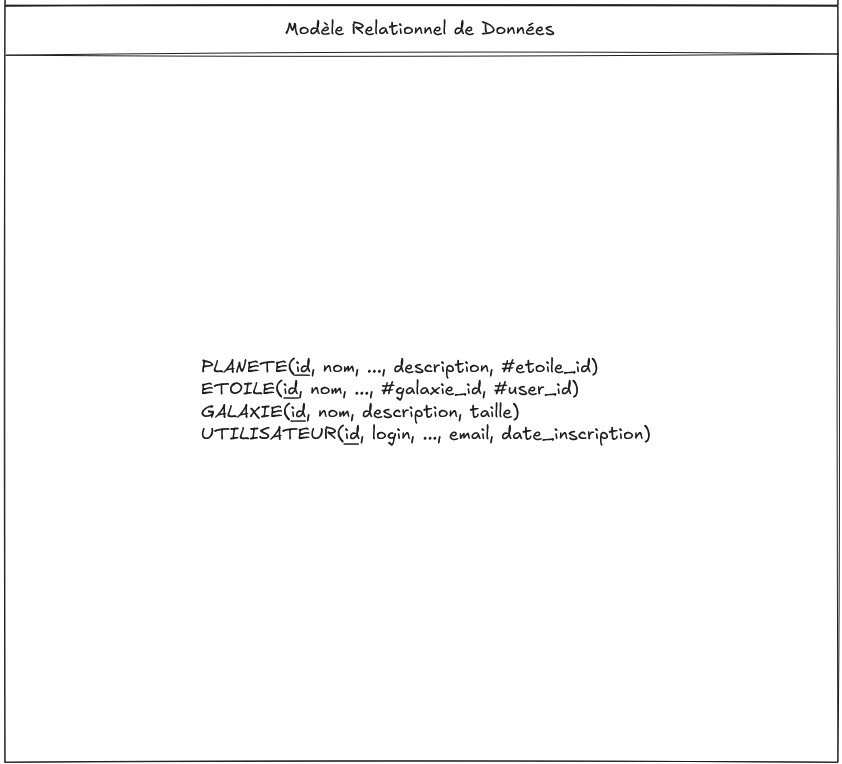 Modèle Relationnel de Données
PLANETE(id, nom, ..., description, #etoile_id)
ETOILE(id, nom, ..., #galaxie_id, #user_id)
GALAXIE(id, nom, description, taille)
UTILISATEUR(id, login, ..., email, date_inscription)